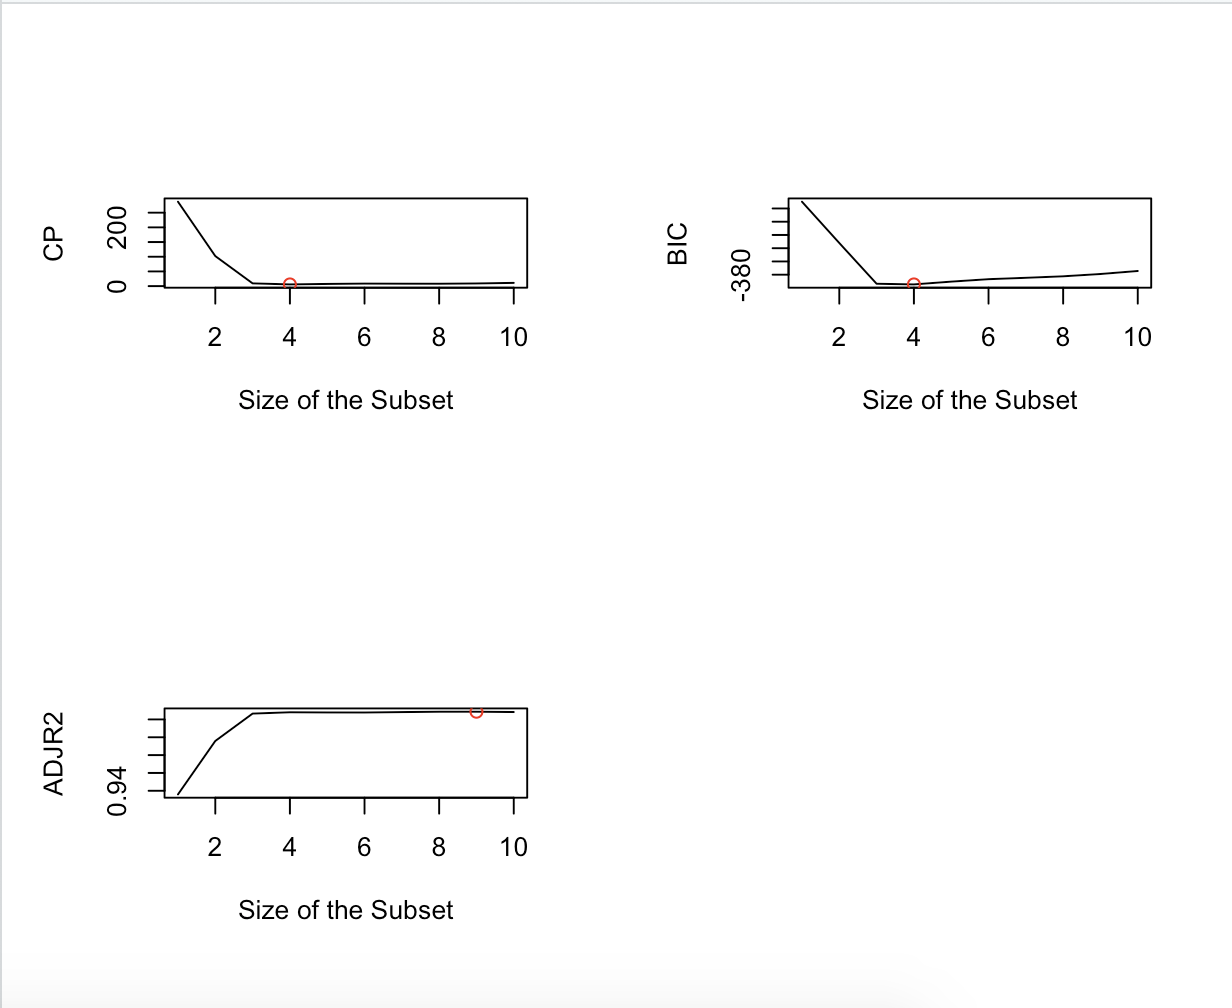 CP
200
0
2 4 6 8 10
Size of the Subset
BIC
-380
2 4 6 8 10
Size of the Subset
ADJR2
0.94
2 4 6 8 10
Size of the Subset